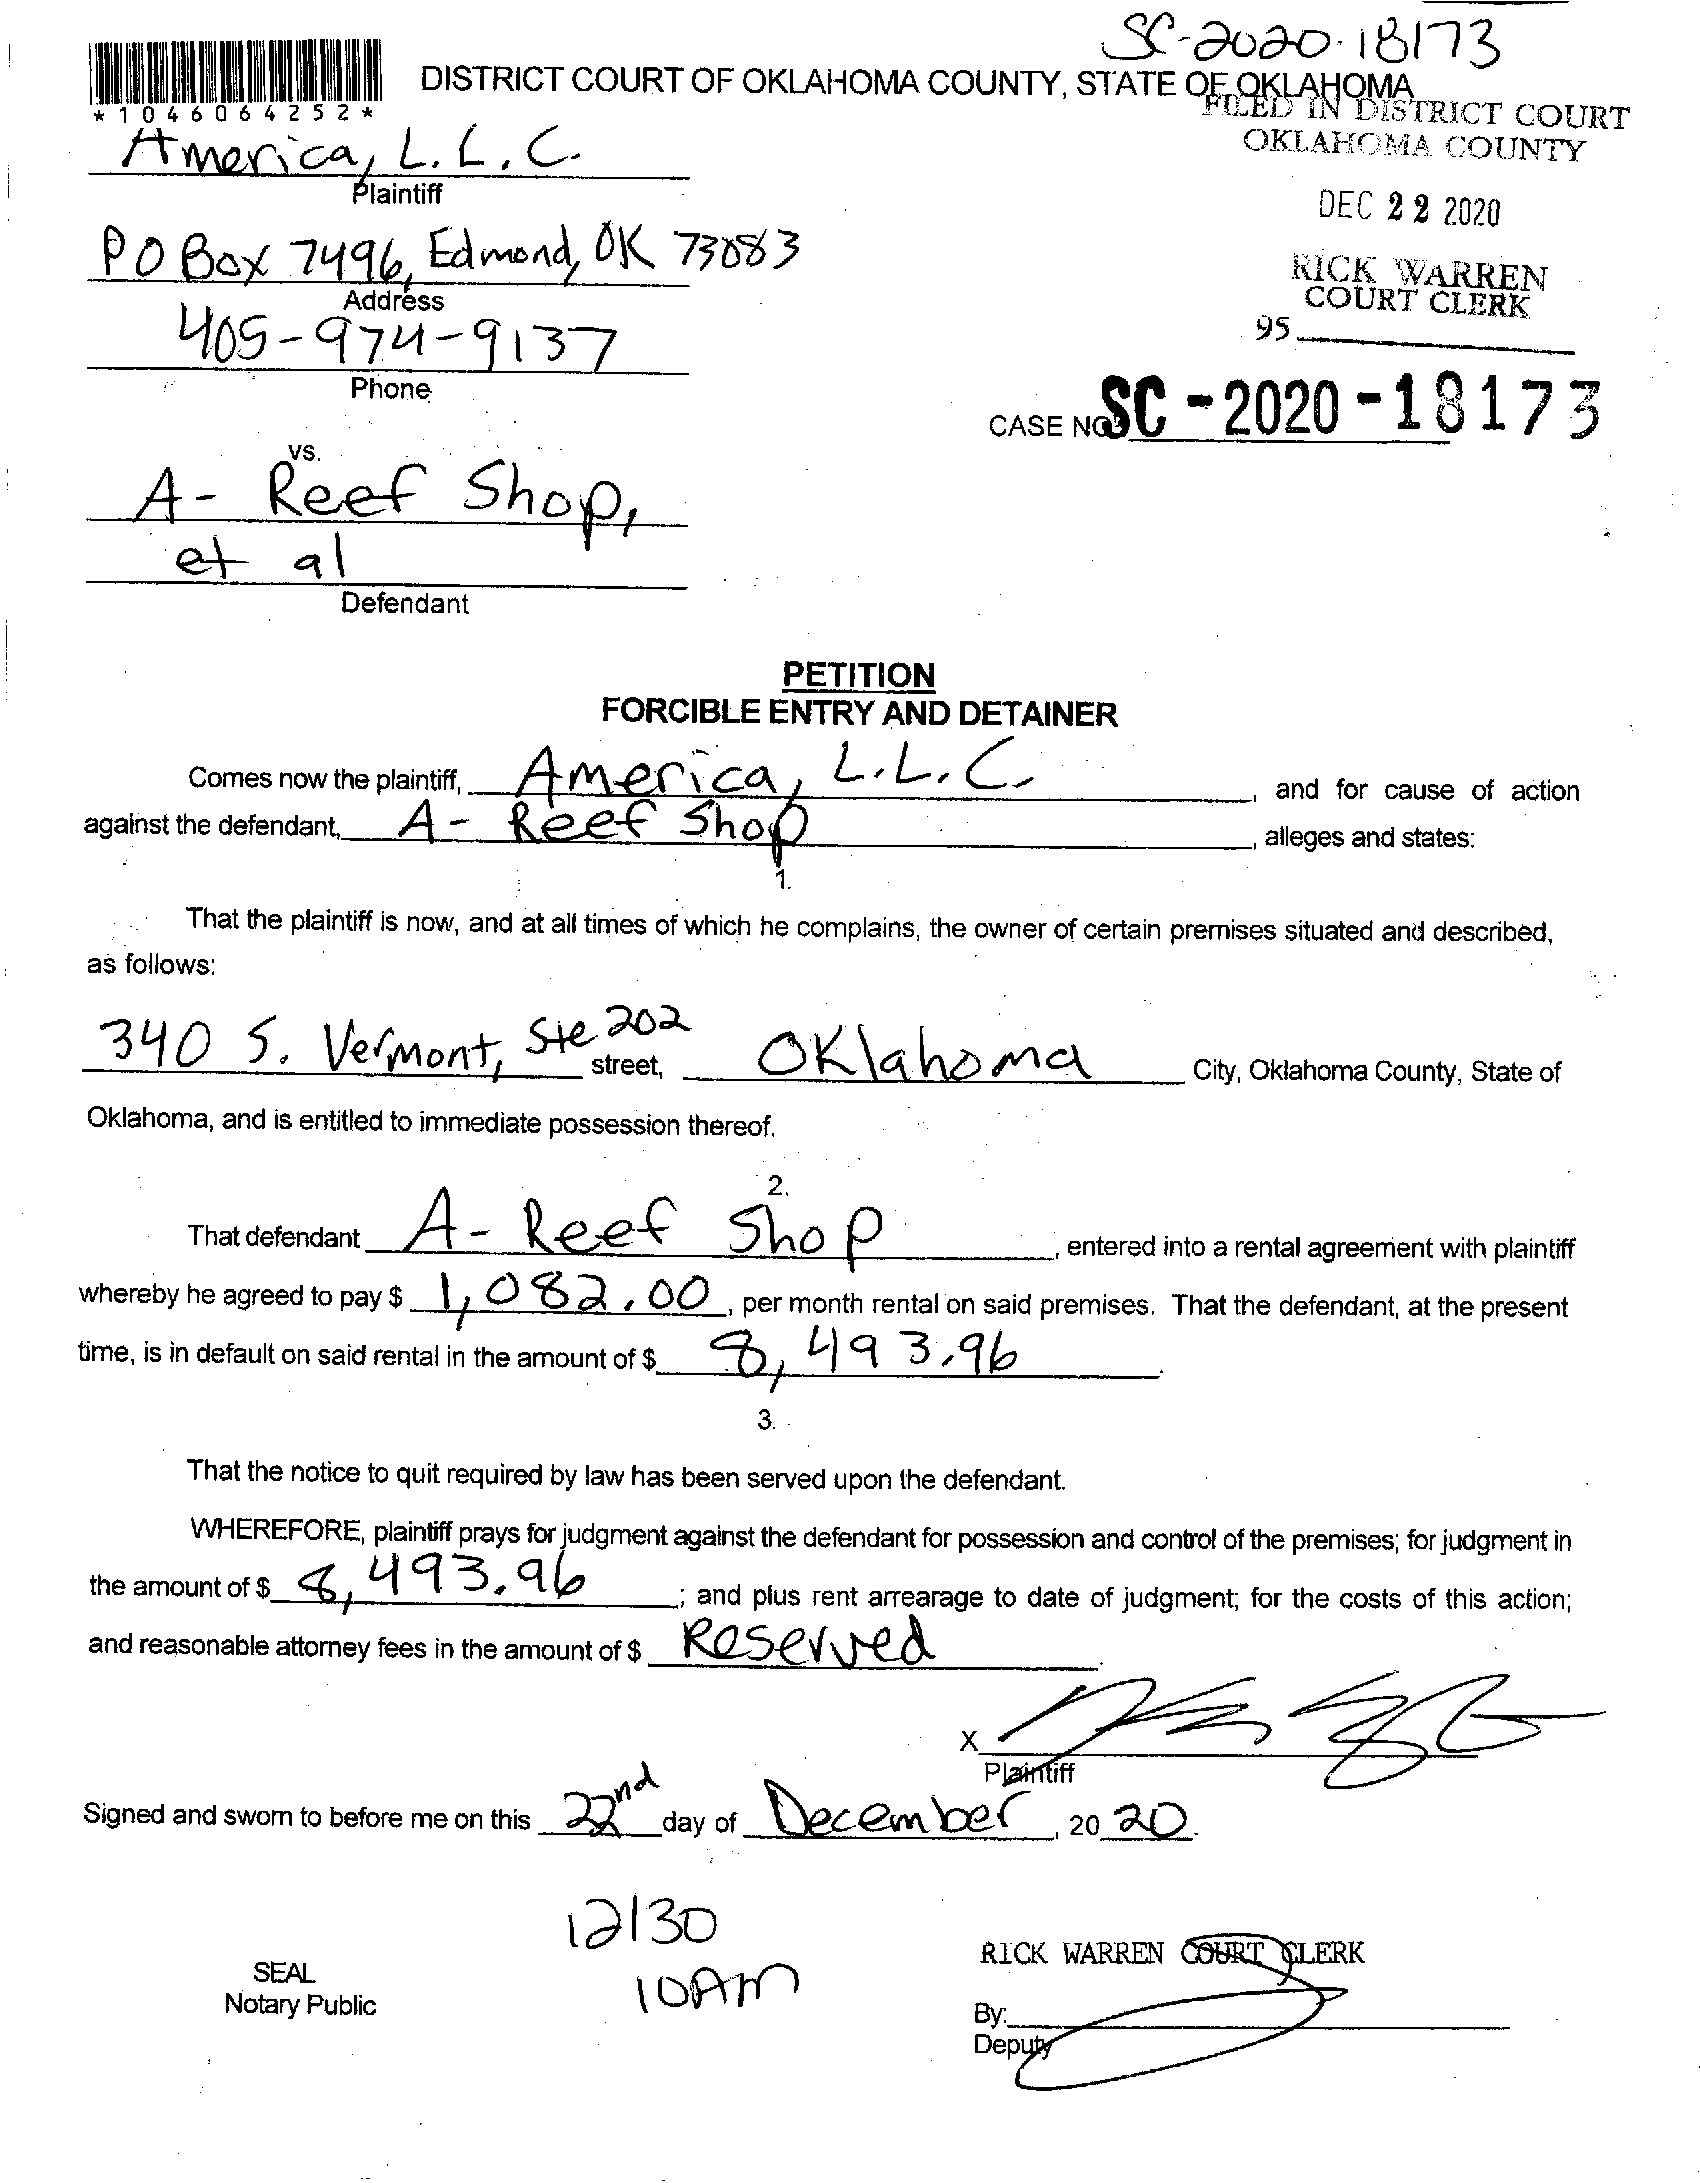 SC-2020-18173
DISTRICT COURT OF OKLAHOMA COUNTY, STATE OF OKLAHOMA
*1046064252*
FILED IN DISTRICT COURT
OKLAHOMA COUNTY
America, L.L.C.
Plaintiff
DEC 22 2020
PO Box 7496, Edmond, OK 73083
Address
RICK WARREN
COURT CLERK
95
405-974-9137
Phone
CASE NO. SC-2020-18173
vs.
A- Reef Shop,
et al
Defendant
PETITION
FORCIBLE ENTRY AND DETAINER
Comes now the plaintiff, America, L.L.C. , and for cause of action
against the defendant, A- Reef Shop , alleges and states:
1.
That the plaintiff is now, and at all times of which he complains, the owner of certain premises situated and described,
as follows:
340 S. Vermont, Ste 202 street, Oklahoma City, Oklahoma County, State of
Oklahoma, and is entitled to immediate possession thereof.
2.
That defendant A- Reef Shop , entered into a rental agreement with plaintiff
whereby he agreed to pay $ 1,082.00 , per month rental on said premises. That the defendant, at the present
time, is in default on said rental in the amount of $ 8,493.96 .
3.
That the notice to quit required by law has been served upon the defendant.
WHEREFORE, plaintiff prays for judgment against the defendant for possession and control of the premises; for judgment in
the amount of $ 8,493.96 ; and plus rent arrearage to date of judgment; for the costs of this action;
and reasonable attorney fees in the amount of $ Reserved .
X
Plaintiff
Signed and sworn to before me on this 22nd day of December , 20 20.
12/30
10AM
SEAL
Notary Public
RICK WARREN COURT CLERK
By:
Deputy